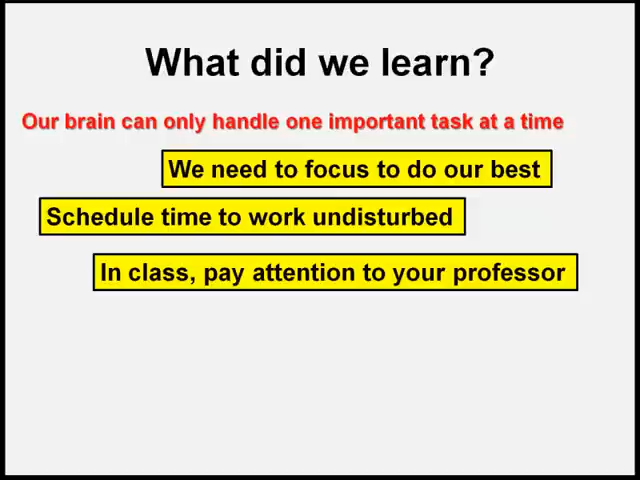 What did we learn?
Our brain can only handle one important task at a time
We need to focus to do our best
Schedule time to work undisturbed
In class, pay attention to your professor